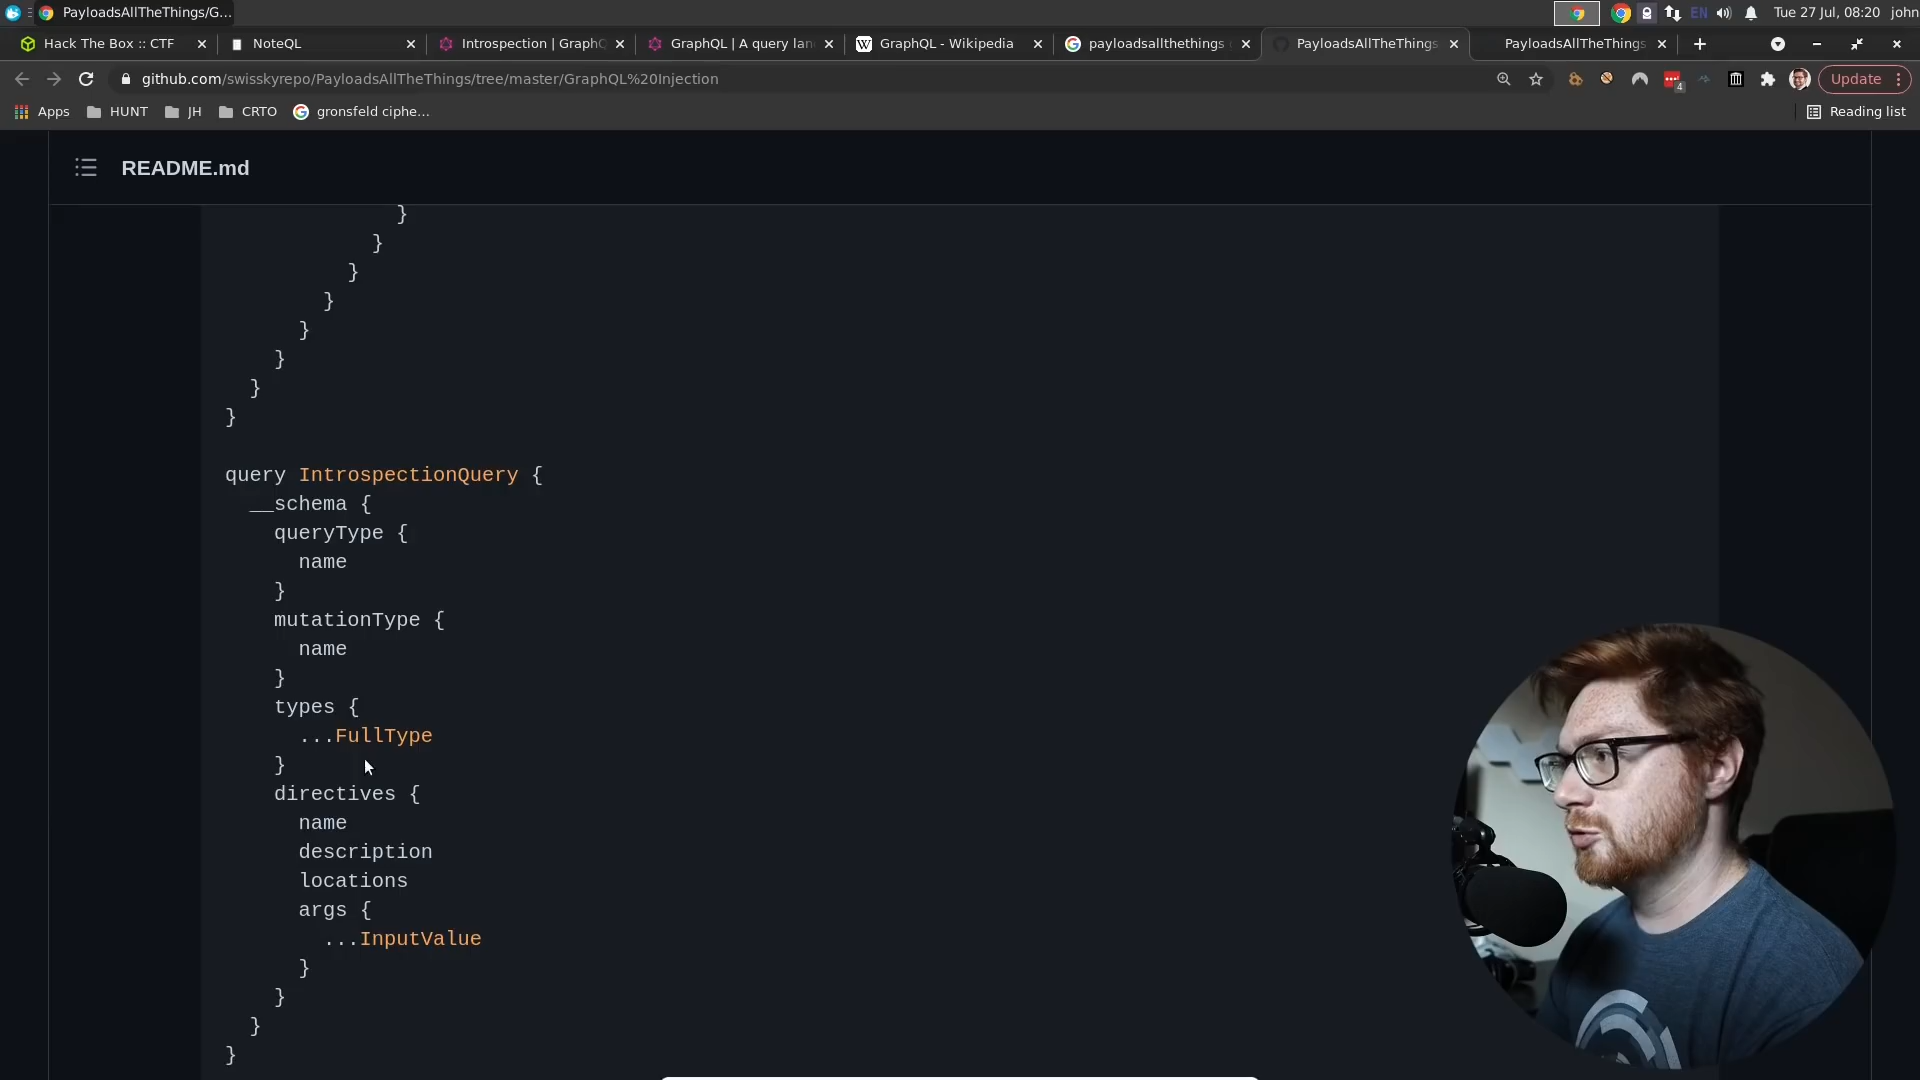 PayloadsAllTheThings/G...
EN
Tue 27 Jul, 08:20
john
Hack The Box :: CTF
NoteQL
Introspection | GraphQ
GraphQL | A query lan
GraphQL - Wikipedia
payloadsallthethings
PayloadsAllTheThings
PayloadsAllTheThings
github.com/swisskyrepo/PayloadsAllTheThings/tree/master/GraphQL%20Injection
4
Update
Apps
HUNT
JH
CRTO
gronsfeld ciphe...
Reading list
README.md
}
}
}
}
}
}
}
}
query IntrospectionQuery {
__schema {
queryType {
name
}
mutationType {
name
}
types {
...FullType
}
directives {
name
description
locations
args {
...InputValue
}
}
}
}